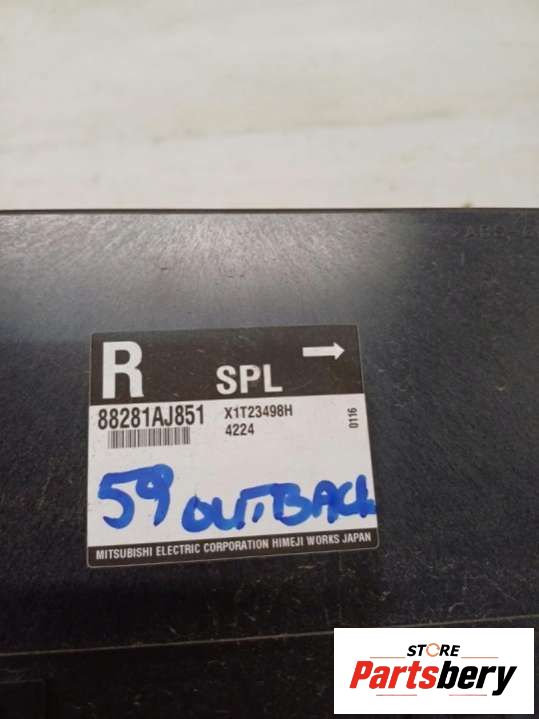 R SPL
88281AJ851 X1T23498H
4224
0116
59 OUTBACK
MITSUBISHI ELECTRIC CORPORATION HIMEJI WORKS JAPAN
STORE
Partsbery